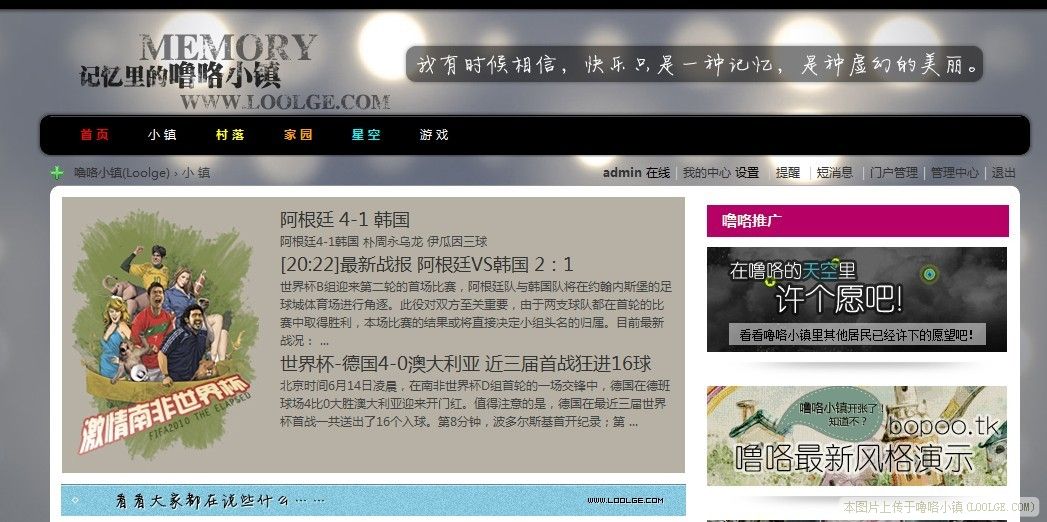 MEMORY
记忆里的噜咯小镇
WWW.LOOLGE.COM
我有时候相信，快乐只是一种记忆，是种虚幻的美丽。
首页 小镇 村落 家园 星空 游戏
噜咯小镇(Loolge) › 小镇
admin 在线 | 我的中心 设置 | 提醒 | 短消息 | 门户管理 | 管理中心 | 退出
激情南非世界杯
FIFA2010 THE ELAPSED
阿根廷 4-1 韩国
阿根廷4-1韩国 朴周永乌龙 伊瓜因三球
[20:22]最新战报 阿根廷VS韩国 2：1
世界杯B组迎来第二轮的首场比赛，阿根廷队与韩国队将在约翰内斯堡的足
球城体育场进行角逐。此役对双方至关重要，由于两支球队都在首轮的比
赛中取得胜利，本场比赛的结果或将直接决定小组头名的归属。目前最新
战况： ...
世界杯-德国4-0澳大利亚 近三届首战狂进16球
北京时间6月14日凌晨，在南非世界杯D组首轮的一场交锋中，德国在德班
球场4比0大胜澳大利亚迎来开门红。值得注意的是，德国在最近三届世界
杯首战一共送出了16个入球。第8分钟，波多尔斯基首开纪录；第 ...
看看大家都在说些什么……
WWW.LOOLGE.COM
噜咯推广
在噜咯的天空里
许个愿吧!
看看噜咯小镇里其他居民已经许下的愿望吧!
噜咯小镇开张了!
知道不?
bopoo.tk
噜咯最新风格演示
本图片上传于噜咯小镇(LOOLGE.COM)